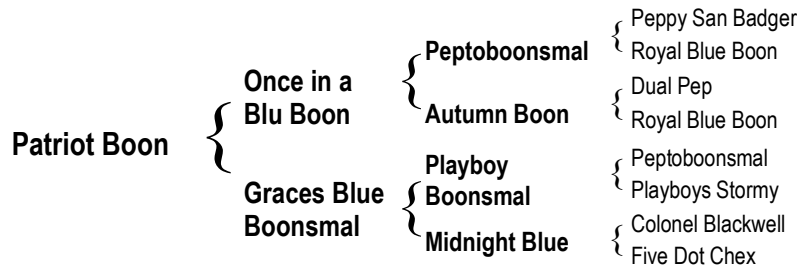 Patriot Boon
Once in a
Blu Boon
Graces Blue
Boonsmal
Peptoboonsmal
Autumn Boon
Playboy
Boonsmal
Midnight Blue
Peppy San Badger
Royal Blue Boon
Dual Pep
Royal Blue Boon
Peptoboonsmal
Playboys Stormy
Colonel Blackwell
Five Dot Chex